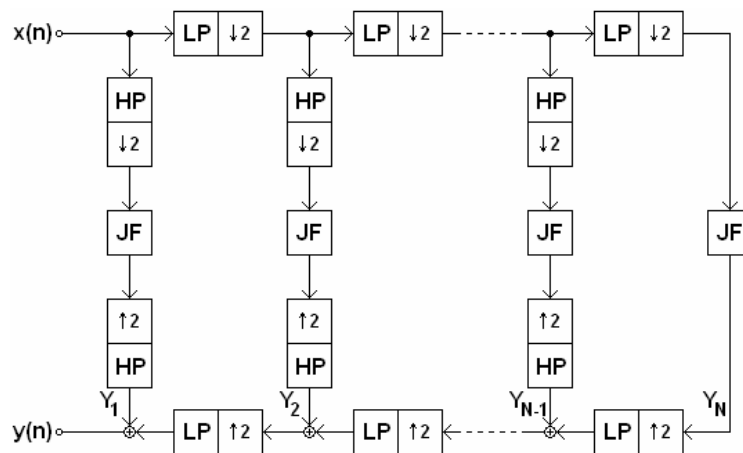 x(n) LP ↓2 LP ↓2 LP ↓2
HP HP HP
↓2 ↓2 ↓2
JF JF JF JF
↑2 ↑2 ↑2
HP HP HP
Y1 Y2 YN-1 YN
y(n) LP ↑2 LP ↑2 LP ↑2